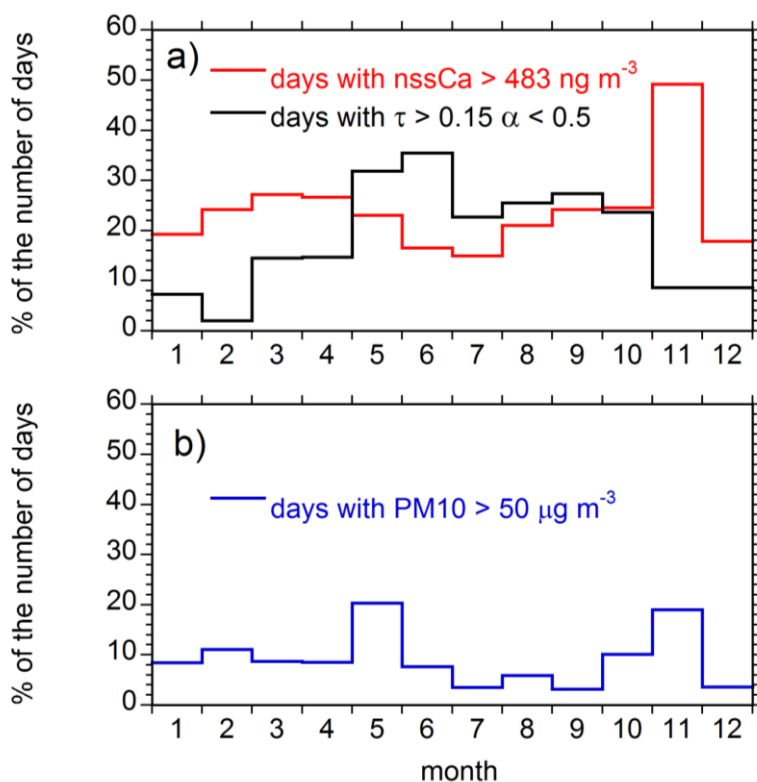 60
50
40
30
20
10
0
% of the number of days
a)
days with nssCa > 483 ng m⁻³
days with τ > 0.15 α < 0.5
1 2 3 4 5 6 7 8 9 10 11 12
60
50
40
30
20
10
0
% of the number of days
b)
days with PM10 > 50 μg m⁻³
1 2 3 4 5 6 7 8 9 10 11 12
month